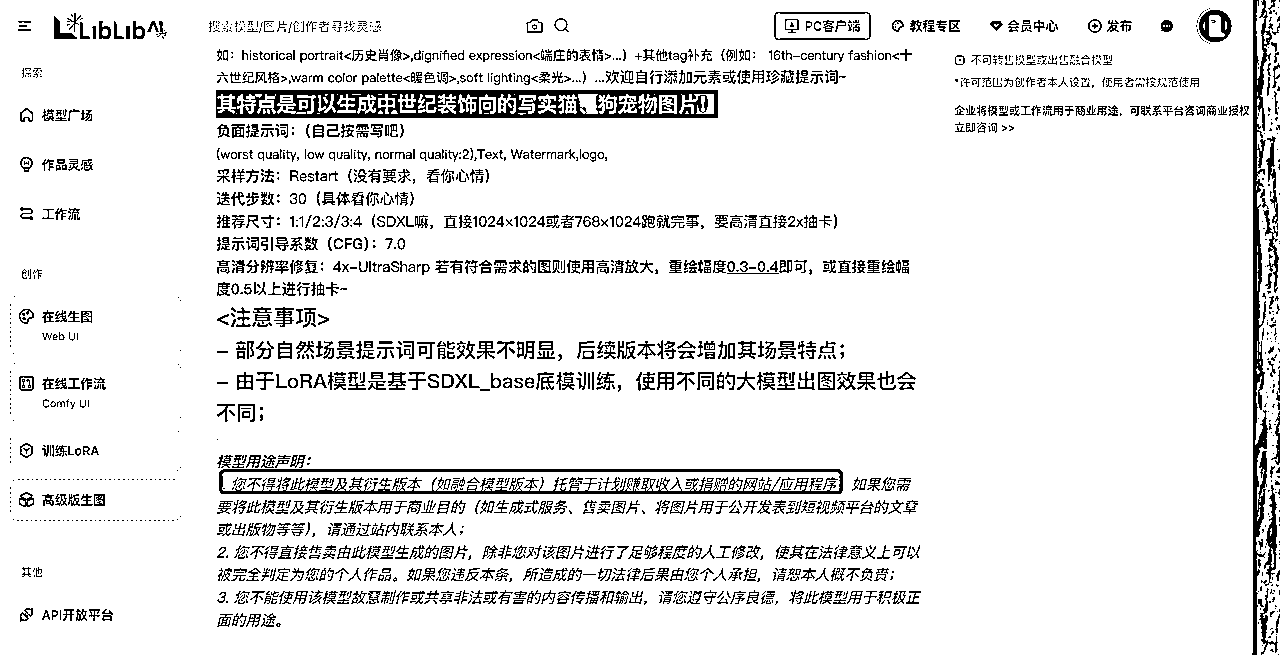 LibLib AI
搜索模型/图片/创作者寻找灵感
PC客户端
教程专区
会员中心
发布
探索
模型广场
作品灵感
工作流
创作
在线生图
Web UI
在线工作流
Comfy UI
训练LoRA
高级版生图
其他
API开放平台
如：historical portrait<历史肖像>,dignified expression<端庄的表情>...）+其他tag补充（例如： 16th-century fashion<十
六世纪风格>,warm color palette<暖色调>,soft lighting<柔光>...）...欢迎自行添加元素或使用珍藏提示词~
其特点是可以生成中世纪装饰向的写实猫、狗宠物图片
负面提示词：（自己按需写吧）
(worst quality, low quality, normal quality:2),Text, Watermark,logo,
采样方法：Restart（没有要求，看你心情）
迭代步数：30（具体看你心情）
推荐尺寸：1:1/2:3/3:4（SDXL嘛，直接1024×1024或者768×1024跑就完事，要高清直接2x抽卡）
提示词引导系数（CFG）：7.0
高清分辨率修复：4x-UltraSharp 若有符合需求的图则使用高清放大，重绘幅度0.3-0.4即可，或直接重绘幅
度0.5以上进行抽卡~
<注意事项>
– 部分自然场景提示词可能效果不明显，后续版本将会增加其场景特点；
– 由于LoRA模型是基于SDXL_base底模训练，使用不同的大模型出图效果也会
不同；
模型用途声明：
您不得将此模型及其衍生版本（如融合模型版本）托管于计划赚取收入或捐赠的网站/应用程序 如果您需
要将此模型及其衍生版本用于商业目的（如生成式服务、售卖图片、将图片用于公开发表到短视频平台的文章
或出版物等等），请通过站内联系本人；
2. 您不得直接售卖由此模型生成的图片，除非您对该图片进行了足够程度的人工修改，使其在法律意义上可以
被完全判定为您的个人作品。如果您违反本条，所造成的一切法律后果由您个人承担，请恕本人概不负责；
3. 您不能使用该模型故意制作或共享非法或有害的内容传播和输出，请您遵守公序良德，将此模型用于积极正
面的用途。
不可转售模型或出售融合模型
*许可范围为创作者本人设置，使用者需按规范使用
企业将模型或工作流用于商业用途，可联系平台咨询商业授权
立即咨询 >>